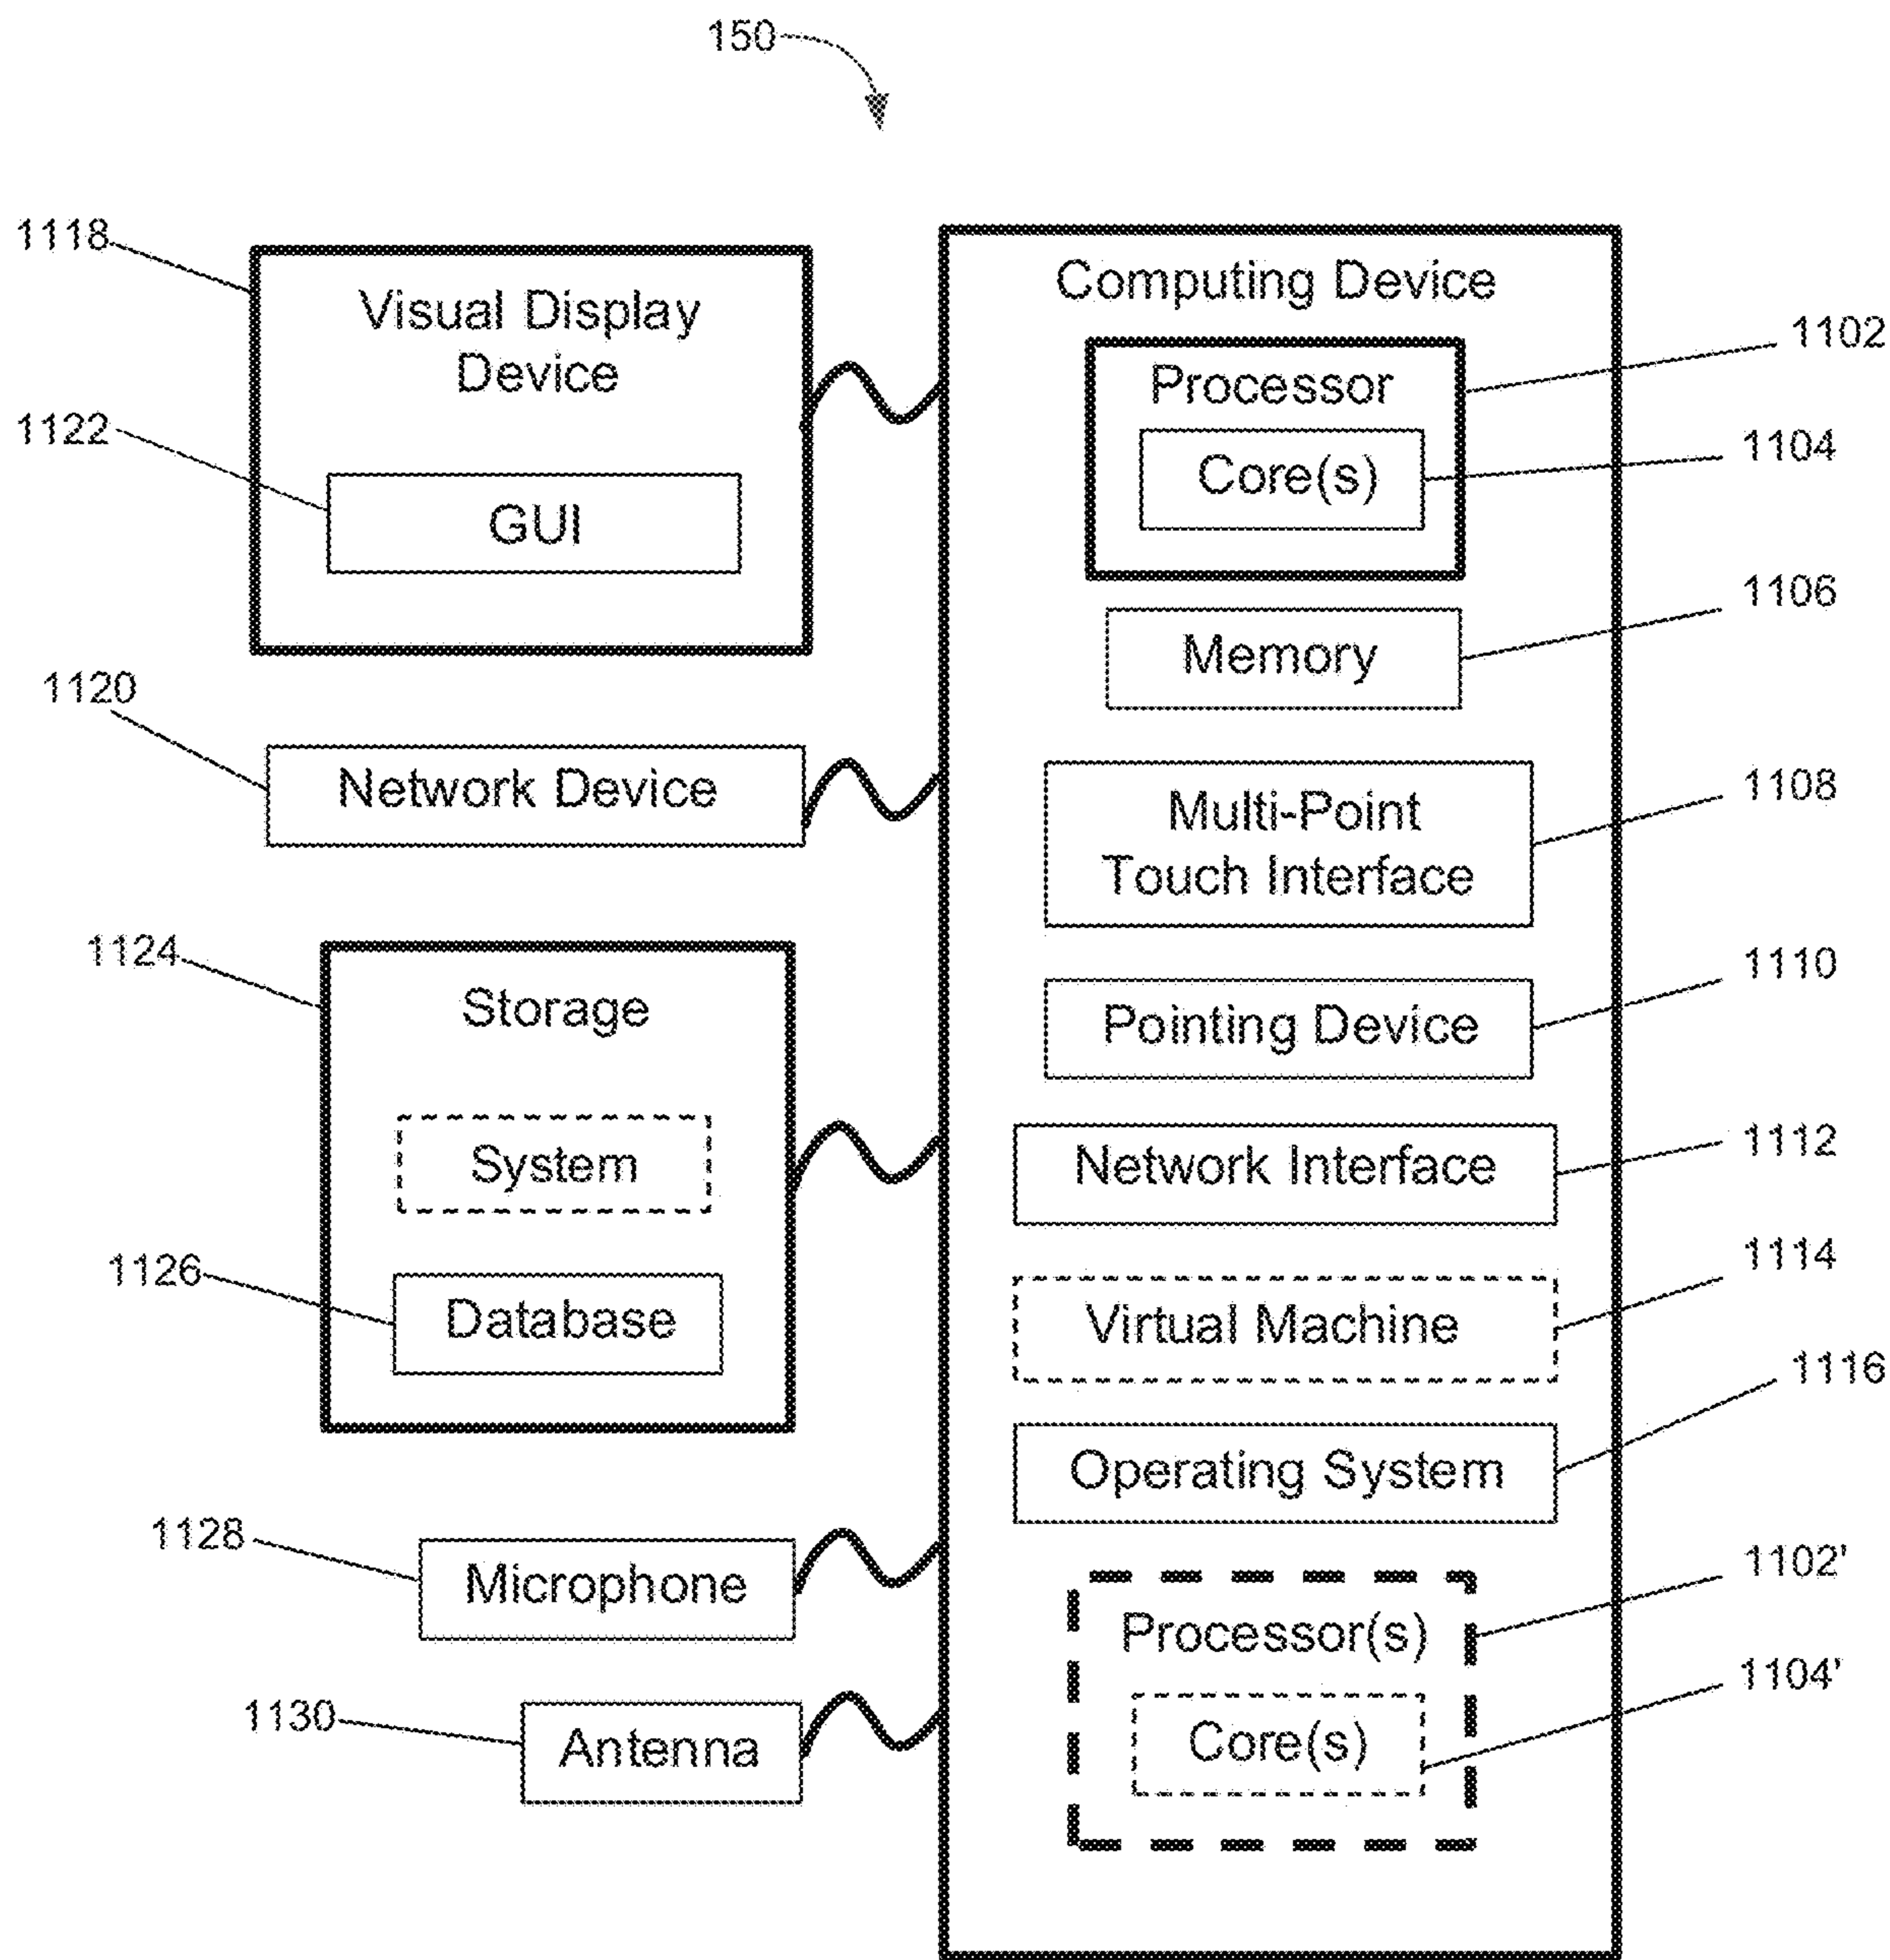 150
1118
Visual Display
Device
1122
GUI
1120
Network Device
1124
Storage
System
1126
Database
1128
Microphone
1130
Antenna
Computing Device
Processor
1102
Core(s)
1104
Memory
1106
Multi-Point
Touch Interface
1108
Pointing Device
1110
Network Interface
1112
Virtual Machine
1114
Operating System
1116
Processor(s)
1102'
Core(s)
1104'